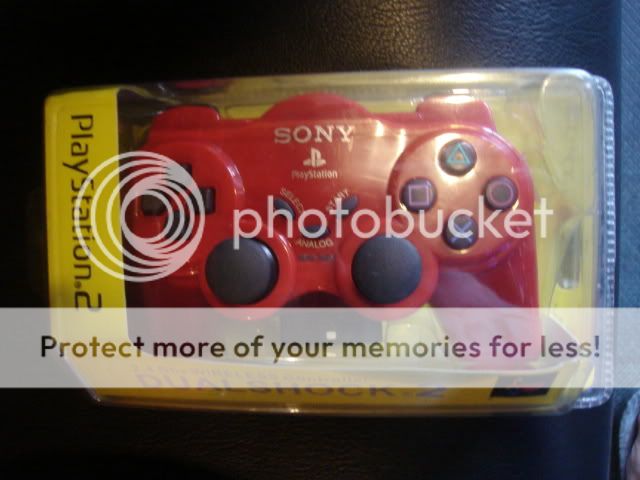 SONY
PlayStation
SELECT
START
ANALOG
PlayStation®2
photobucket
Protect more of your memories for less!
DUALSHOCK®2